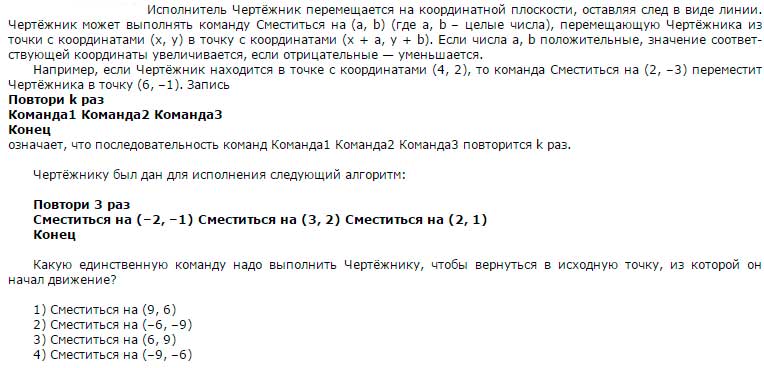 Исполнитель Чертёжник перемещается на координатной плоскости, оставляя след в виде линии.
Чертёжник может выполнять команду Сместиться на (a, b) (где a, b – целые числа), перемещающую Чертёжника из
точки с координатами (x, y) в точку с координатами (x + a, y + b). Если числа a, b положительные, значение соответ-
ствующей координаты увеличивается, если отрицательные — уменьшается.
Например, если Чертёжник находится в точке с координатами (4, 2), то команда Сместиться на (2, –3) переместит
Чертёжника в точку (6, –1). Запись
Повтори k раз
Команда1 Команда2 Команда3
Конец
означает, что последовательность команд Команда1 Команда2 Команда3 повторится k раз.
Чертёжнику был дан для исполнения следующий алгоритм:
Повтори 3 раз
Сместиться на (–2, –1) Сместиться на (3, 2) Сместиться на (2, 1)
Конец
Какую единственную команду надо выполнить Чертёжнику, чтобы вернуться в исходную точку, из которой он
начал движение?
1) Сместиться на (9, 6)
2) Сместиться на (–6, –9)
3) Сместиться на (6, 9)
4) Сместиться на (–9, –6)